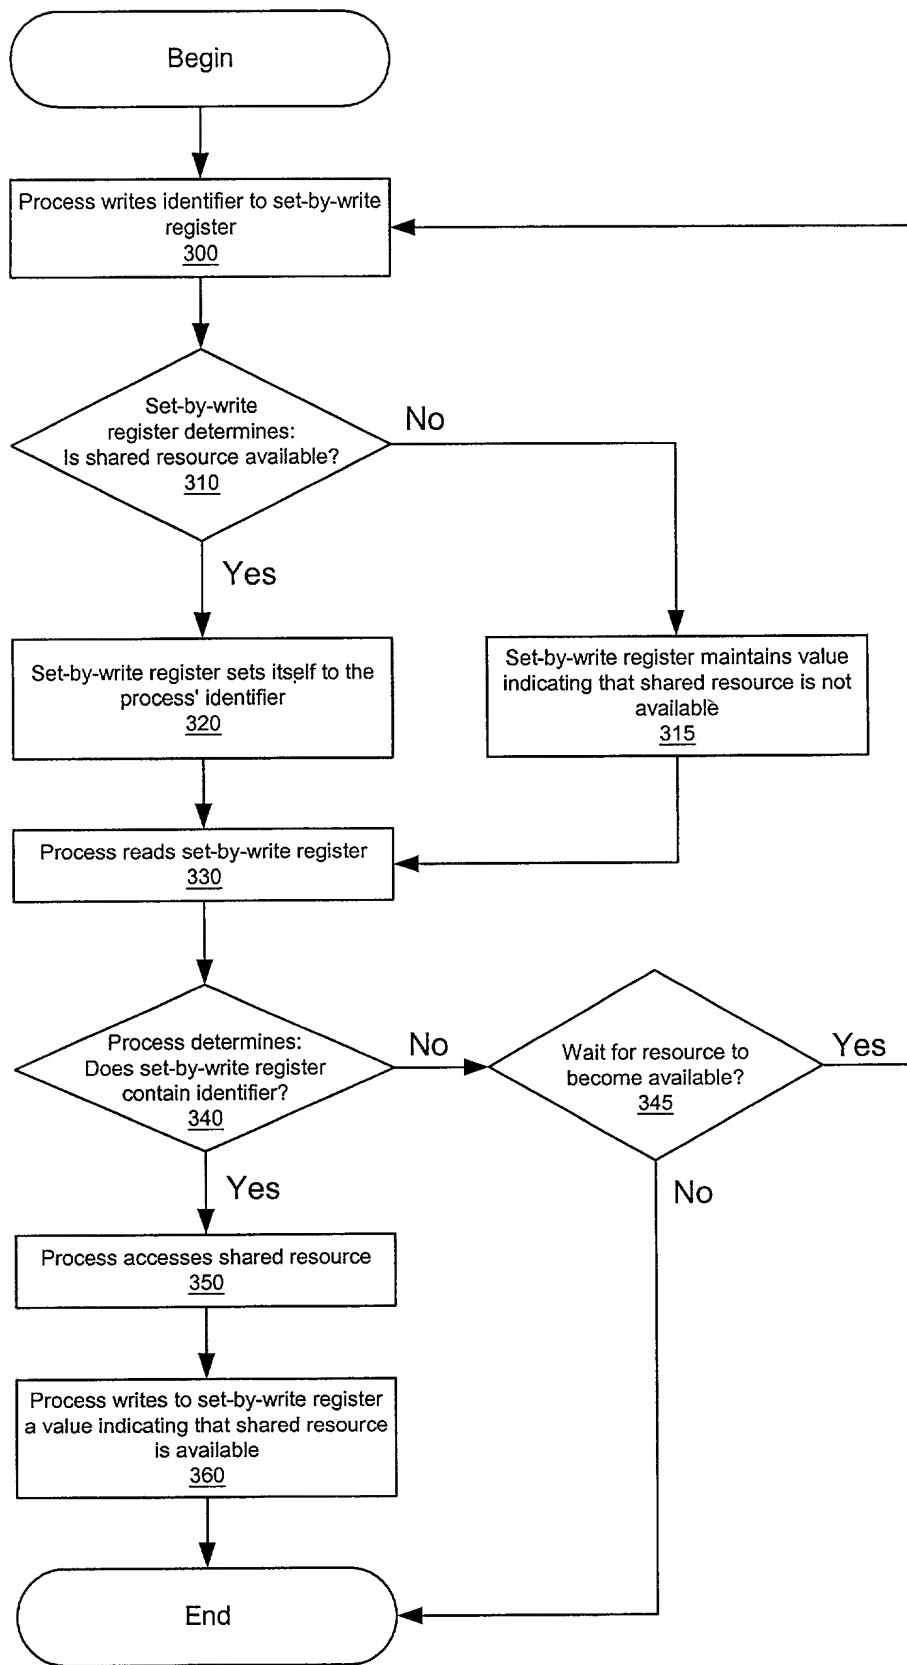 Begin
Process writes identifier to set-by-write
register
300
Set-by-write
register determines:
Is shared resource available?
310
No
Yes
Set-by-write register sets itself to the
process' identifier
320
Set-by-write register maintains value
indicating that shared resource is not
available
315
Process reads set-by-write register
330
Process determines:
Does set-by-write register
contain identifier?
340
No
Wait for resource to
become available?
345
Yes
Yes
No
Process accesses shared resource
350
Process writes to set-by-write register
a value indicating that shared resource
is available
360
End